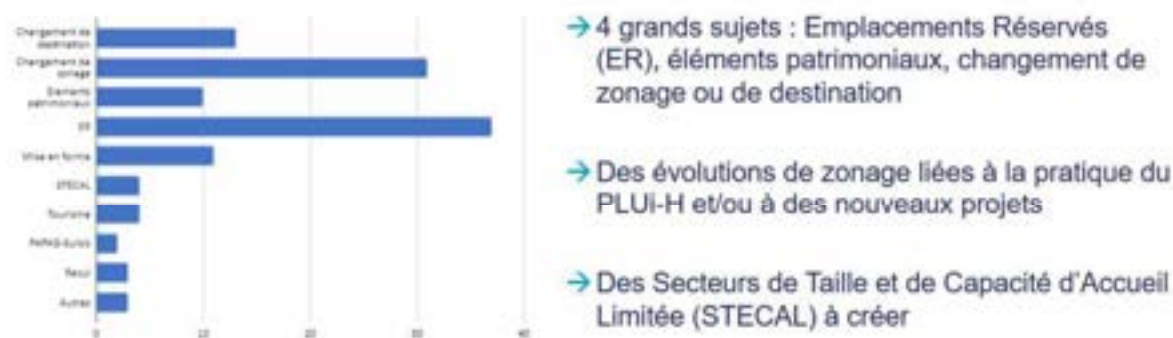 Changement de
destination
Changement de
zonage
Elements
patrimoniaux
ER
Mise en forme
STECAL
Tourisme
Recul
Autres
0
10
20
30
40
→ 4 grands sujets : Emplacements Réservés
(ER), éléments patrimoniaux, changement de
zonage ou de destination
→ Des évolutions de zonage liées à la pratique du
PLUi-H et/ou à des nouveaux projets
→ Des Secteurs de Taille et de Capacité d'Accueil
Limitée (STECAL) à créer